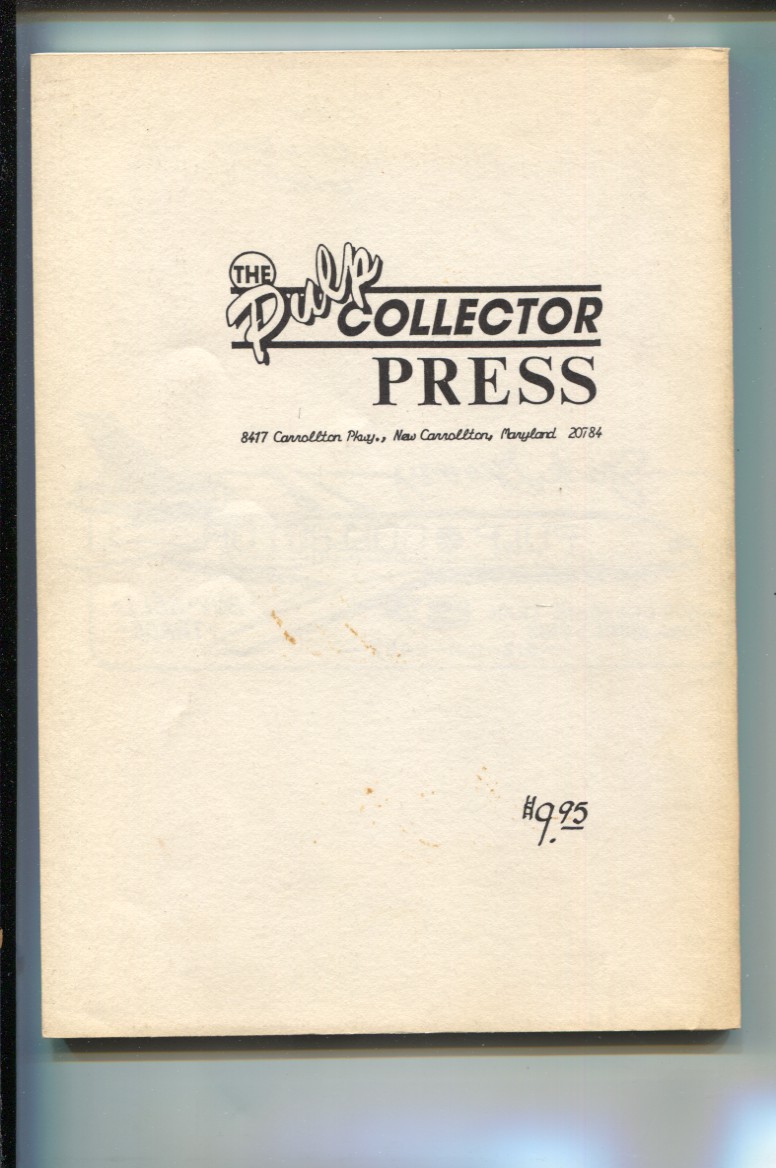 THE Pulp
COLLECTOR
PRESS
8417 Carrollton Pkwy., New Carrollton, Maryland 20784
$9.95